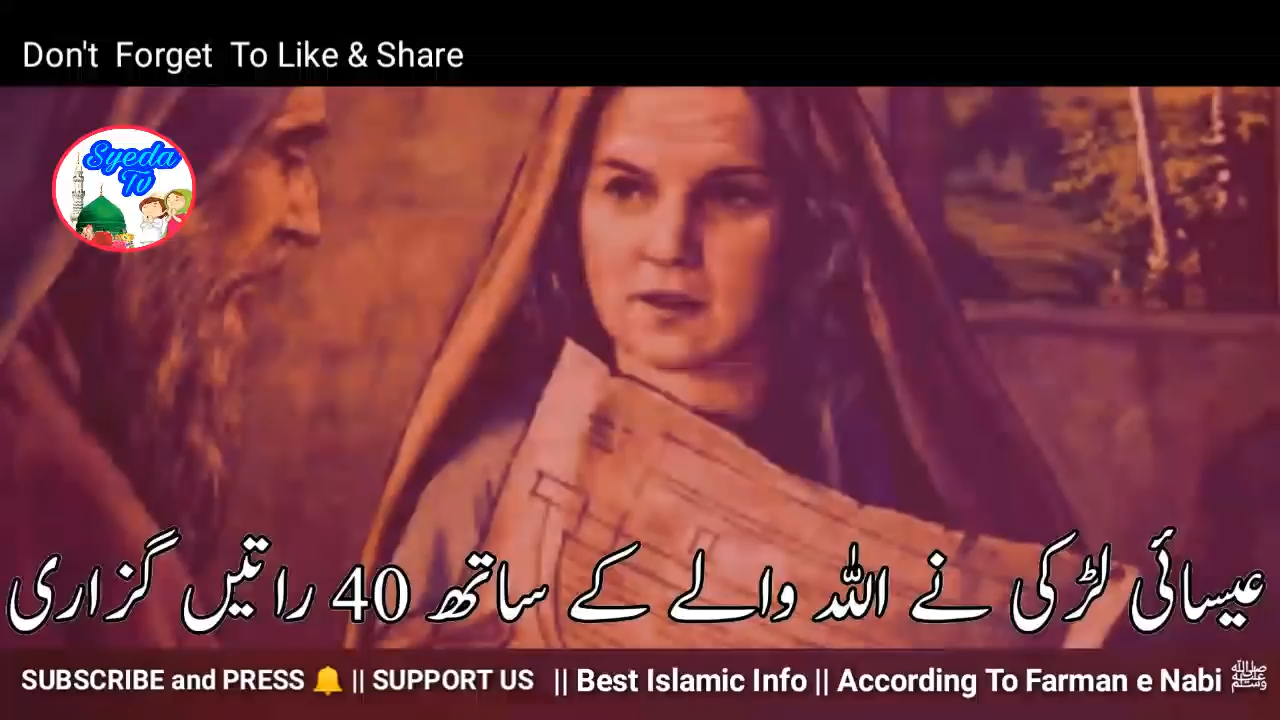 Don't Forget To Like & Share
Syeda
Tv
عیسائی لڑکی نے اللہ والے کے ساتھ 40 راتیں گزاری
SUBSCRIBE and PRESS 🔔 || SUPPORT US || Best Islamic Info || According To Farman e Nabi ﷺ